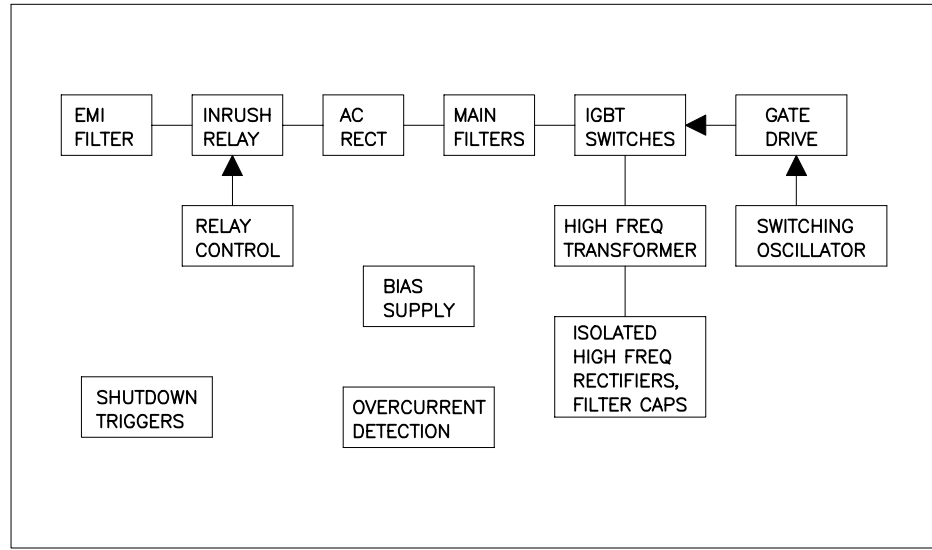 EMI
FILTER
INRUSH
RELAY
AC
RECT
MAIN
FILTERS
IGBT
SWITCHES
GATE
DRIVE
RELAY
CONTROL
HIGH FREQ
TRANSFORMER
SWITCHING
OSCILLATOR
BIAS
SUPPLY
ISOLATED
HIGH FREQ
RECTIFIERS,
FILTER CAPS
SHUTDOWN
TRIGGERS
OVERCURRENT
DETECTION